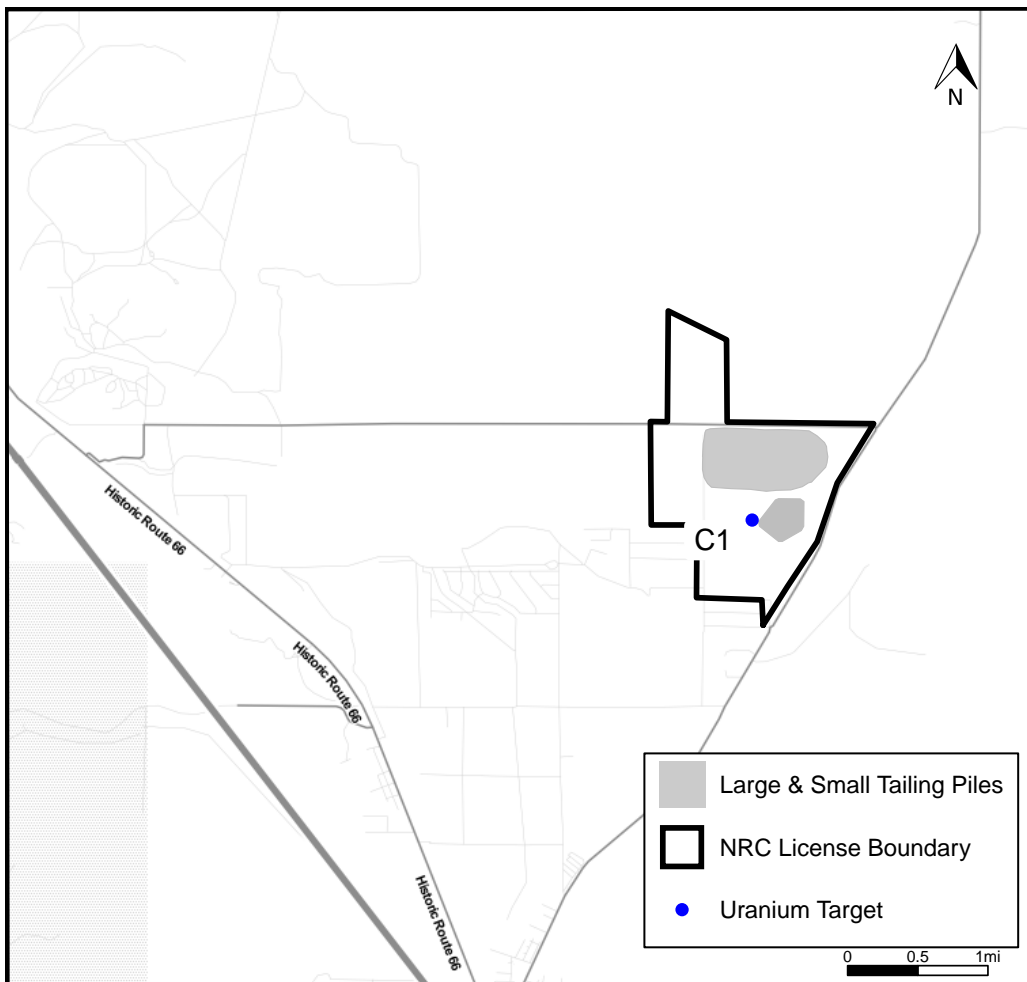 N
Historic Route 66
C1
Historic Route 66
Large & Small Tailing Piles
NRC License Boundary
Historic Route 66
Uranium Target
0 0.5 1mi